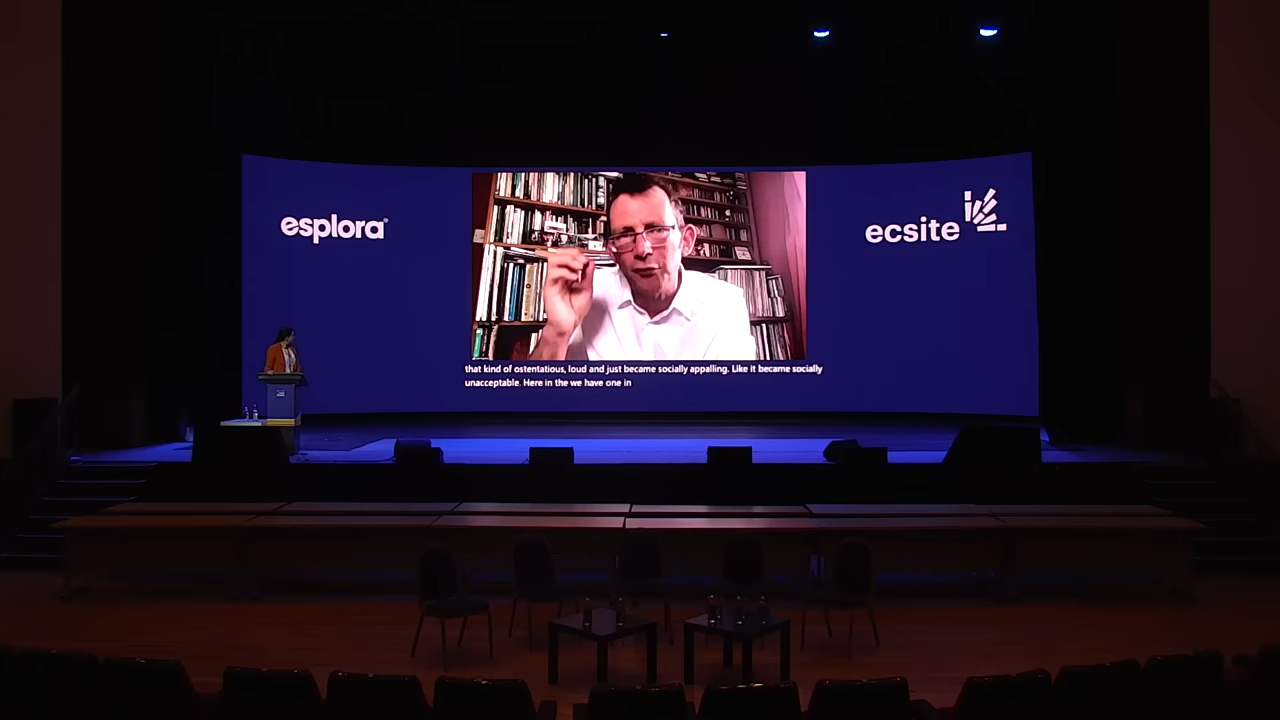 esplora
ecsite
that kind of ostentatious, loud and just became socially appalling. Like it became socially
unacceptable. Here in the we have one in